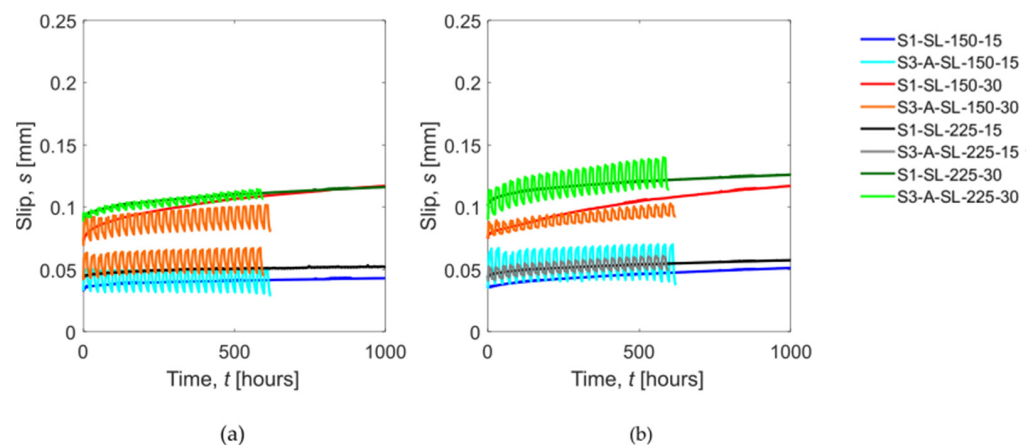 0.25
0.2
0.15
0.1
0.05
0
Slip, s [mm]
0
500
1000
Time, t [hours]
(a)
0.25
0.2
0.15
0.1
0.05
0
Slip, s [mm]
0
500
1000
Time, t [hours]
(b)
S1-SL-150-15
S3-A-SL-150-15
S1-SL-150-30
S3-A-SL-150-30
S1-SL-225-15
S3-A-SL-225-15
S1-SL-225-30
S3-A-SL-225-30